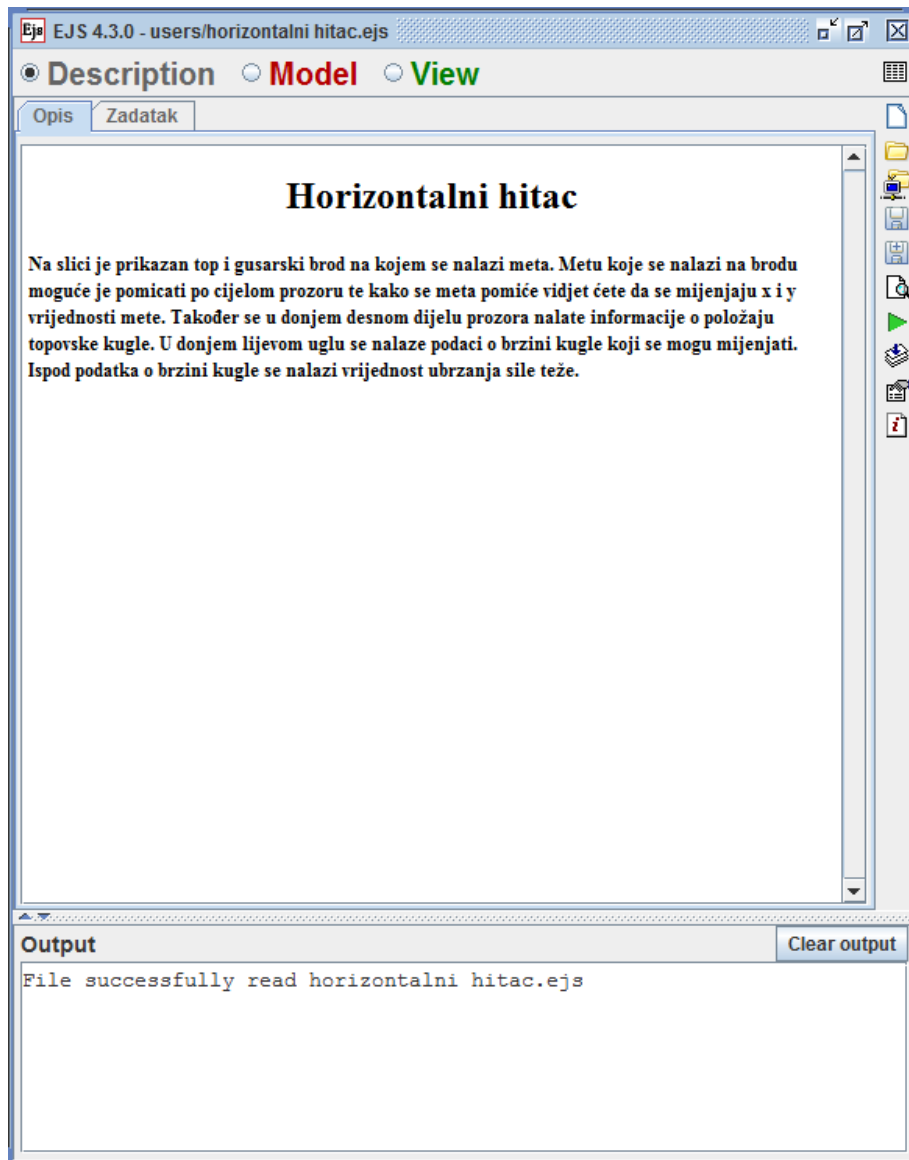 Ejs EJS 4.3.0 - users/horizontalni hitac.ejs
Description Model View
Opis Zadatak
Horizontalni hitac
Na slici je prikazan top i gusarski brod na kojem se nalazi meta. Metu koje se nalazi na brodu
moguće je pomicati po cijelom prozoru te kako se meta pomiće vidjet ćete da se mijenjaju x i y
vrijednosti mete. Također se u donjem desnom dijelu prozora nalate informacije o položaju
topovske kugle. U donjem lijevom uglu se nalaze podaci o brzini kugle koji se mogu mijenjati.
Ispod podatka o brzini kugle se nalazi vrijednost ubrzanja sile teže.
Output Clear output
File successfully read horizontalni hitac.ejs